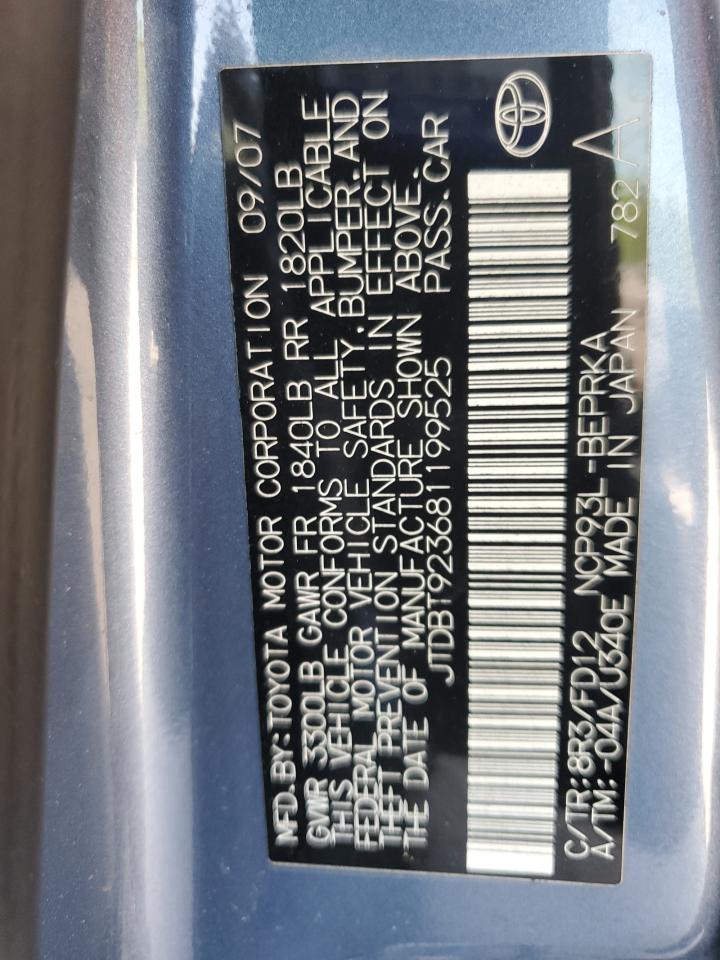 MFD.BY:TOYOTA MOTOR CORPORATION 09/07
GVWR 3300LB GAWR FR 1840LB RR 1820LB
THIS VEHICLE CONFORMS TO ALL APPLICABLE
FEDERAL MOTOR VEHICLE SAFETY,BUMPER,AND
THEFT PREVENTION STANDARDS IN EFFECT ON
THE DATE OF MANUFACTURE SHOWN ABOVE.
JTDBT923681199525 PASS.CAR
C/TR:8R3/FD12 NCP93L-BEPRKA
A/TM:-04A/U340E MADE IN JAPAN 782 A